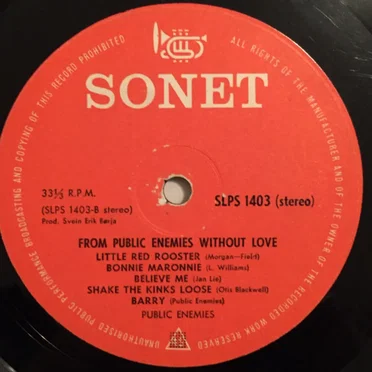 ALL RIGHTS OF THE MANUFACTURER AND OF THE OWNER OF THE RECORDED WORK RESERVED
UNAUTHORISED PUBLIC PERFORMANCE BROADCASTING AND COPYING OF THIS RECORD PROHIBITED
SONET
33⅓ R.P.M.
(SLPS 1403-B stereo)
Prod. Svein Erik Børja
SLPS 1403 (stereo)
FROM PUBLIC ENEMIES WITHOUT LOVE
LITTLE RED ROOSTER (Morgan—Field)
BONNIE MARONNIE (L. Williams)
BELIEVE ME (Jan Lie)
SHAKE THE KINKS LOOSE (Otis Blackwell)
BARRY (Public Enemies)
PUBLIC ENEMIES